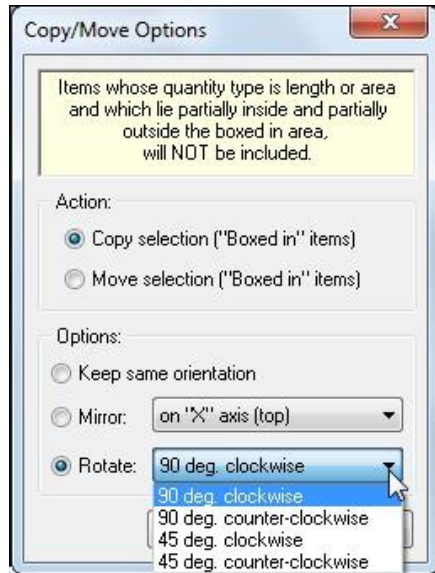 Copy/Move Options
Items whose quantity type is length or area
and which lie partially inside and partially
outside the boxed in area,
will NOT be included.
Action:
Copy selection ("Boxed in" items)
Move selection ("Boxed in" items)
Options:
Keep same orientation
Mirror: on "X" axis (top)
Rotate: 90 deg. clockwise
90 deg. clockwise
90 deg. counter-clockwise
45 deg. clockwise
45 deg. counter-clockwise